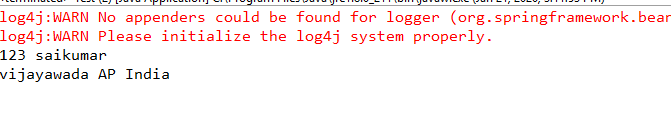 log4j:WARN No appenders could be found for logger (org.springframework.bear
log4j:WARN Please initialize the log4j system properly.
123 saikumar
vijayawada AP India